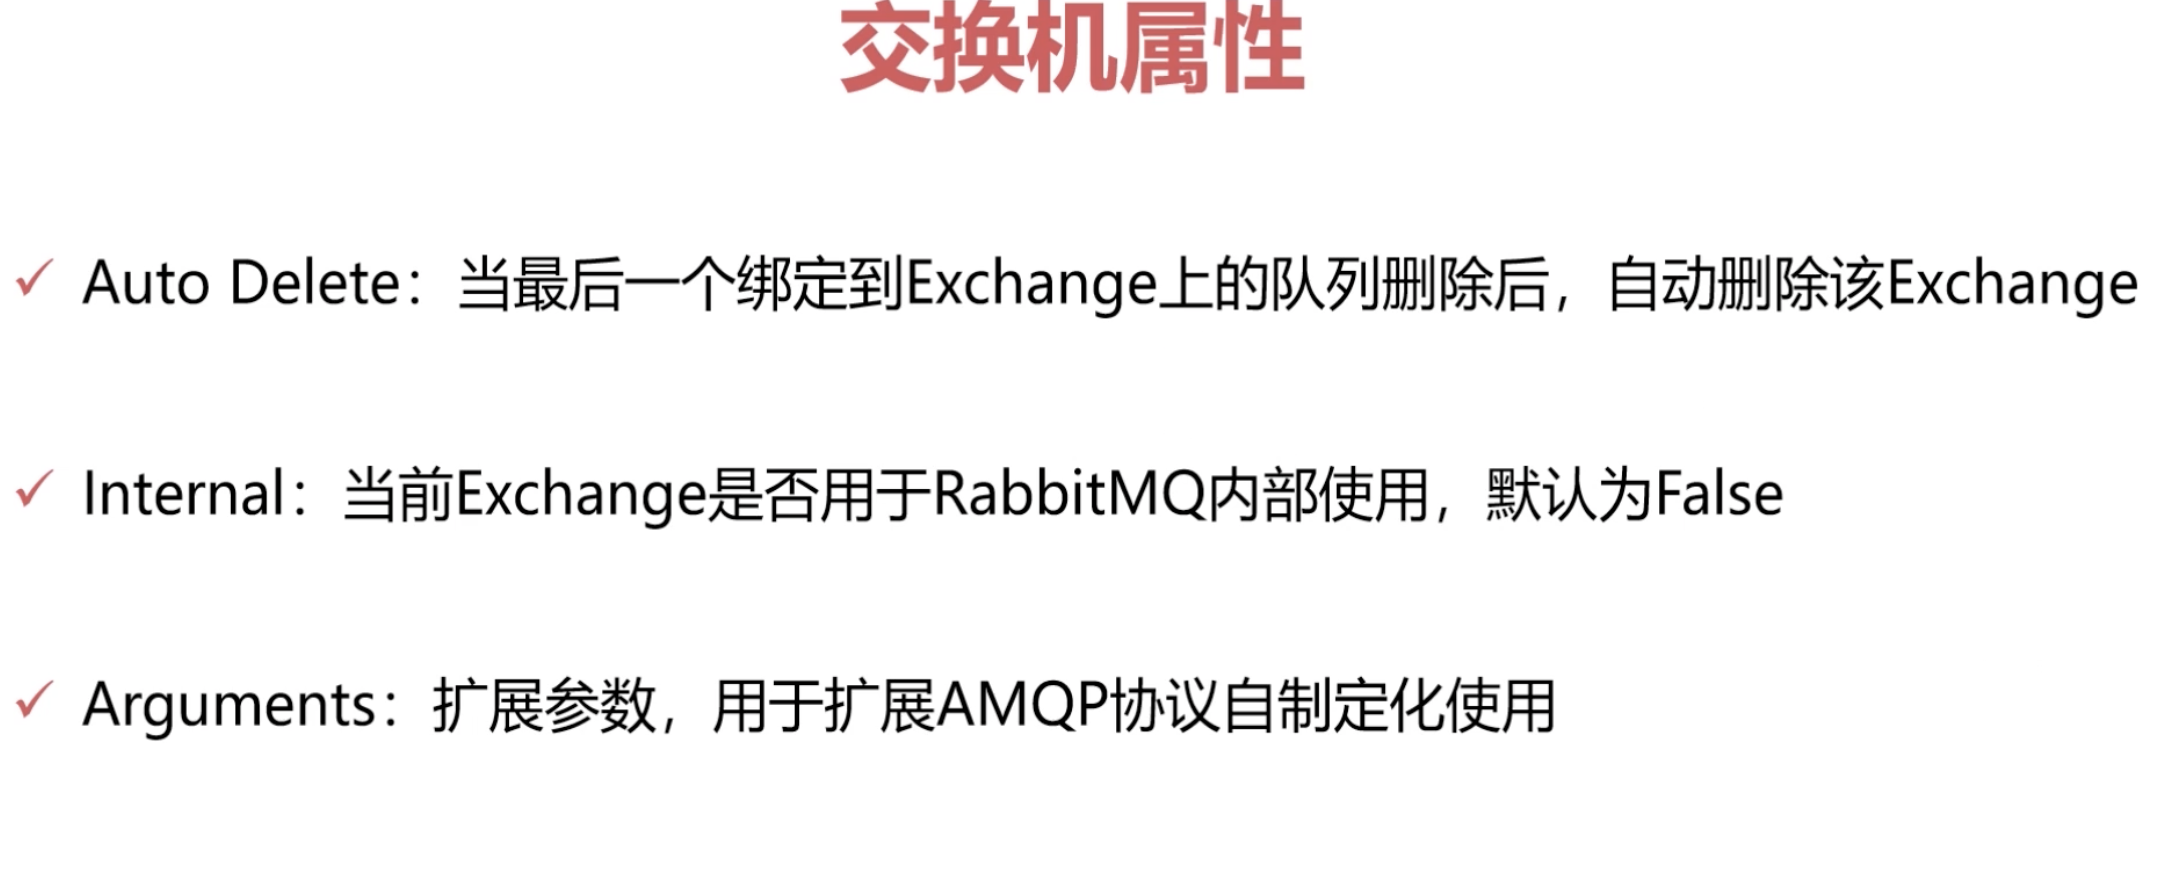 交换机属性
✓ Auto Delete：当最后一个绑定到Exchange上的队列删除后，自动删除该Exchange
✓ Internal：当前Exchange是否用于RabbitMQ内部使用，默认为False
✓ Arguments：扩展参数，用于扩展AMQP协议自制定化使用